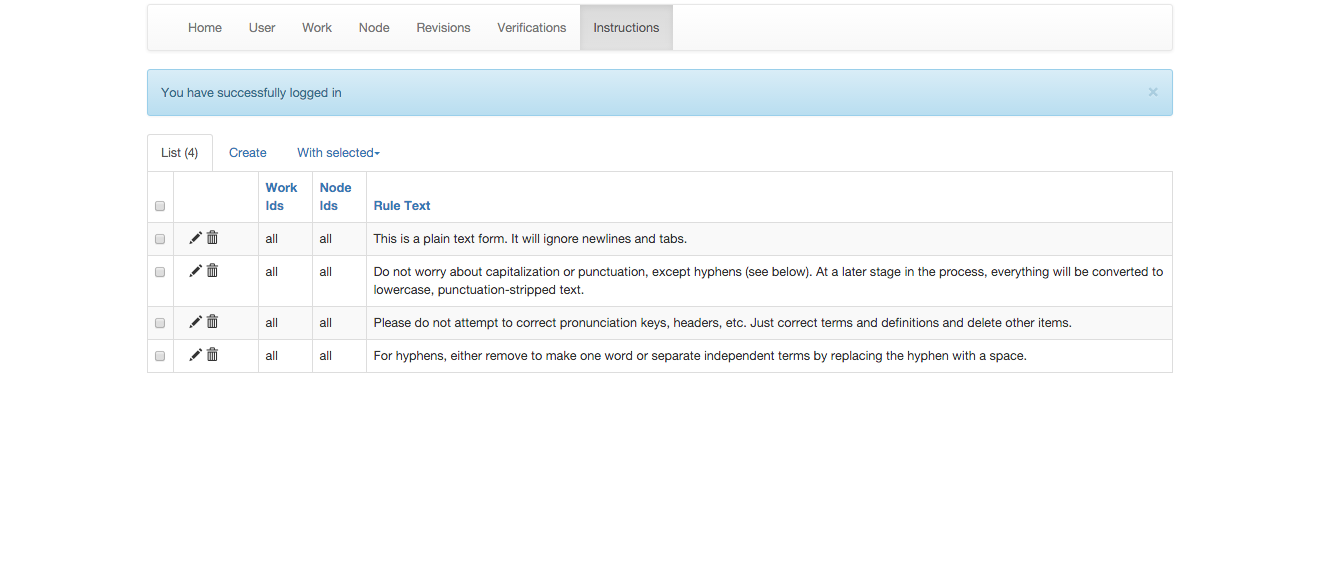 Home User Work Node Revisions Verifications Instructions
You have successfully logged in ×
List (4) Create With selected
Work Ids Node Ids Rule Text
all all This is a plain text form. It will ignore newlines and tabs.
all all Do not worry about capitalization or punctuation, except hyphens (see below). At a later stage in the process, everything will be converted to
lowercase, punctuation-stripped text.
all all Please do not attempt to correct pronunciation keys, headers, etc. Just correct terms and definitions and delete other items.
all all For hyphens, either remove to make one word or separate independent terms by replacing the hyphen with a space.